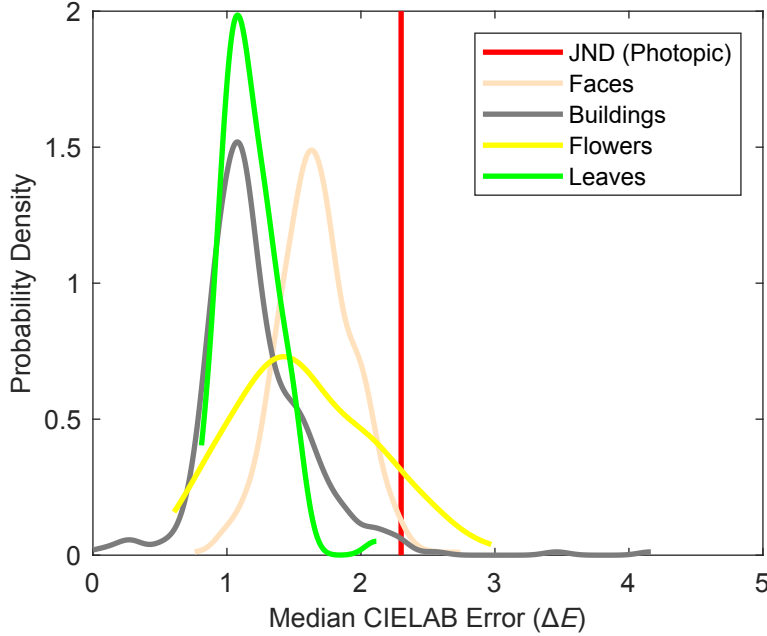 2
1.5
1
0.5
0
0 1 2 3 4 5
Probability Density
Median CIELAB Error (ΔE)
JND (Photopic)
Faces
Buildings
Flowers
Leaves